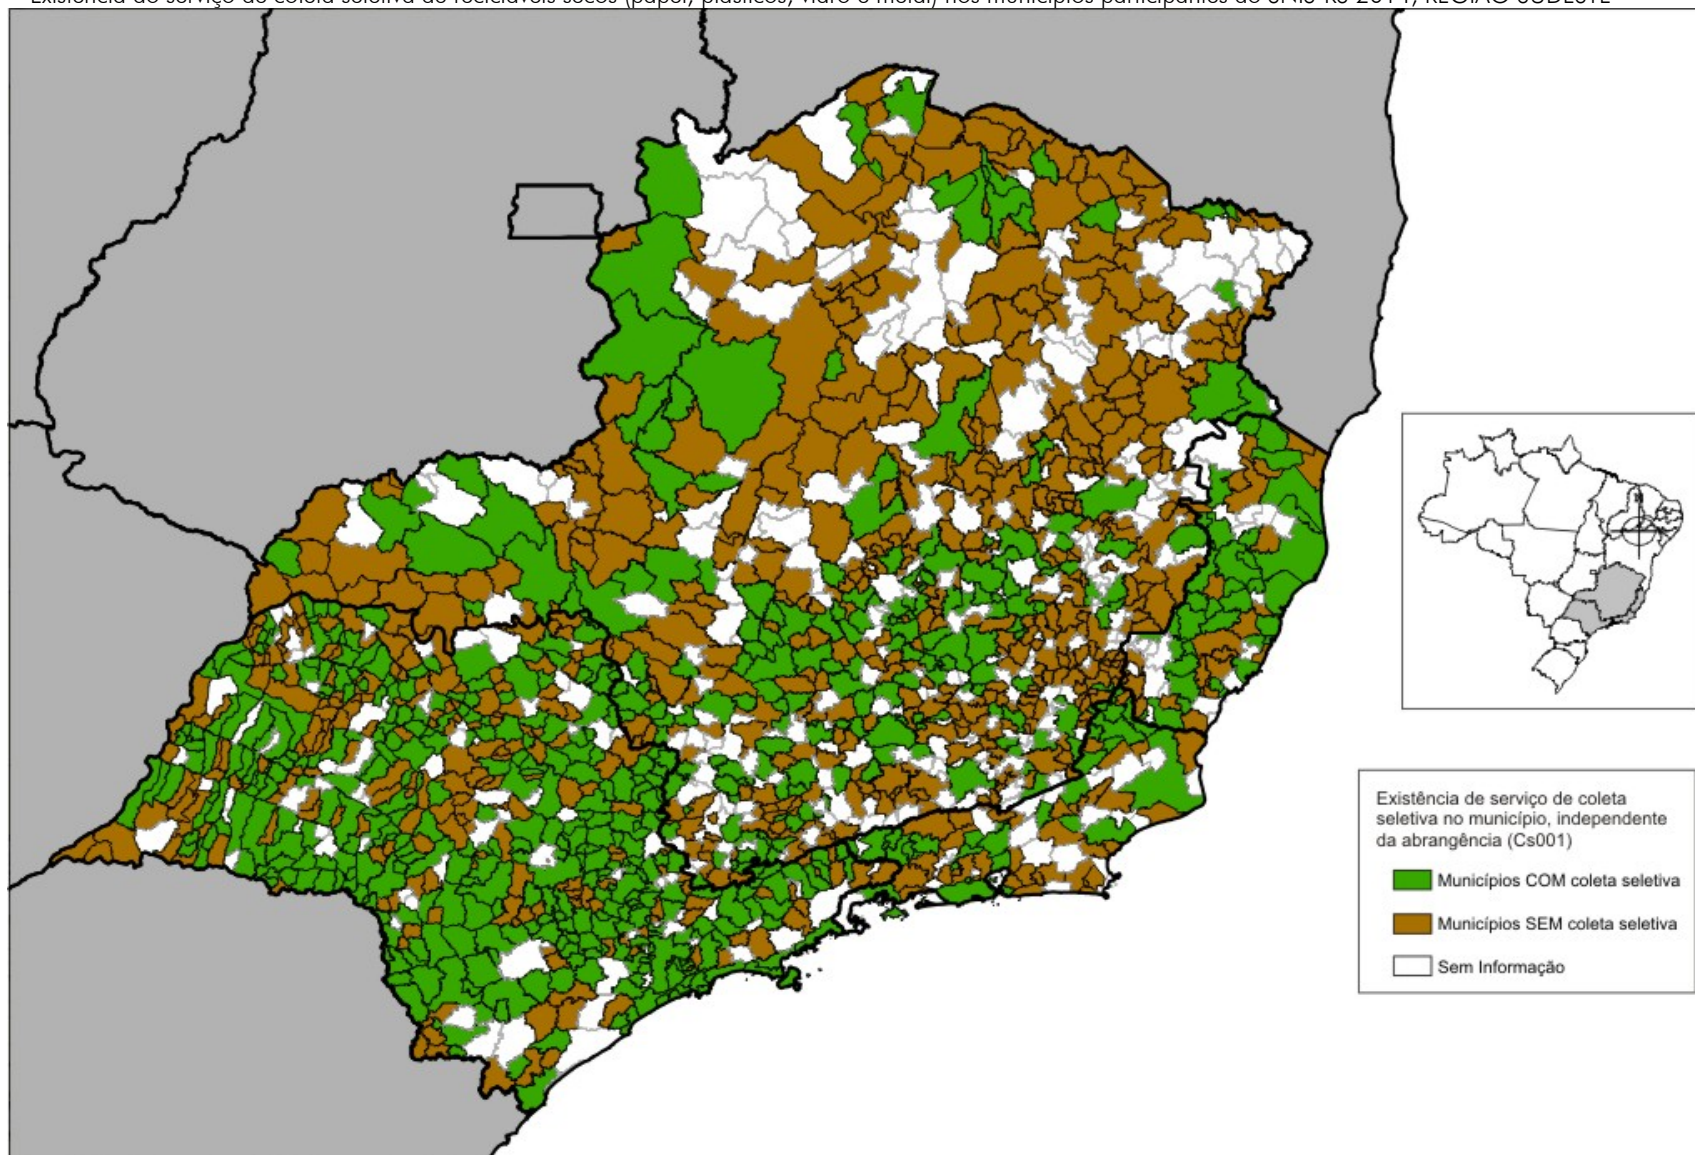 Existência do serviço de coleta seletiva de recicláveis secos (papel, plásticos, vidro e metal) nos municípios participantes do SNIS-RS 2014, REGIÃO SUDESTE
Existência de serviço de coleta
seletiva no município, independente
da abrangência (Cs001)
Municípios COM coleta seletiva
Municípios SEM coleta seletiva
Sem Informação